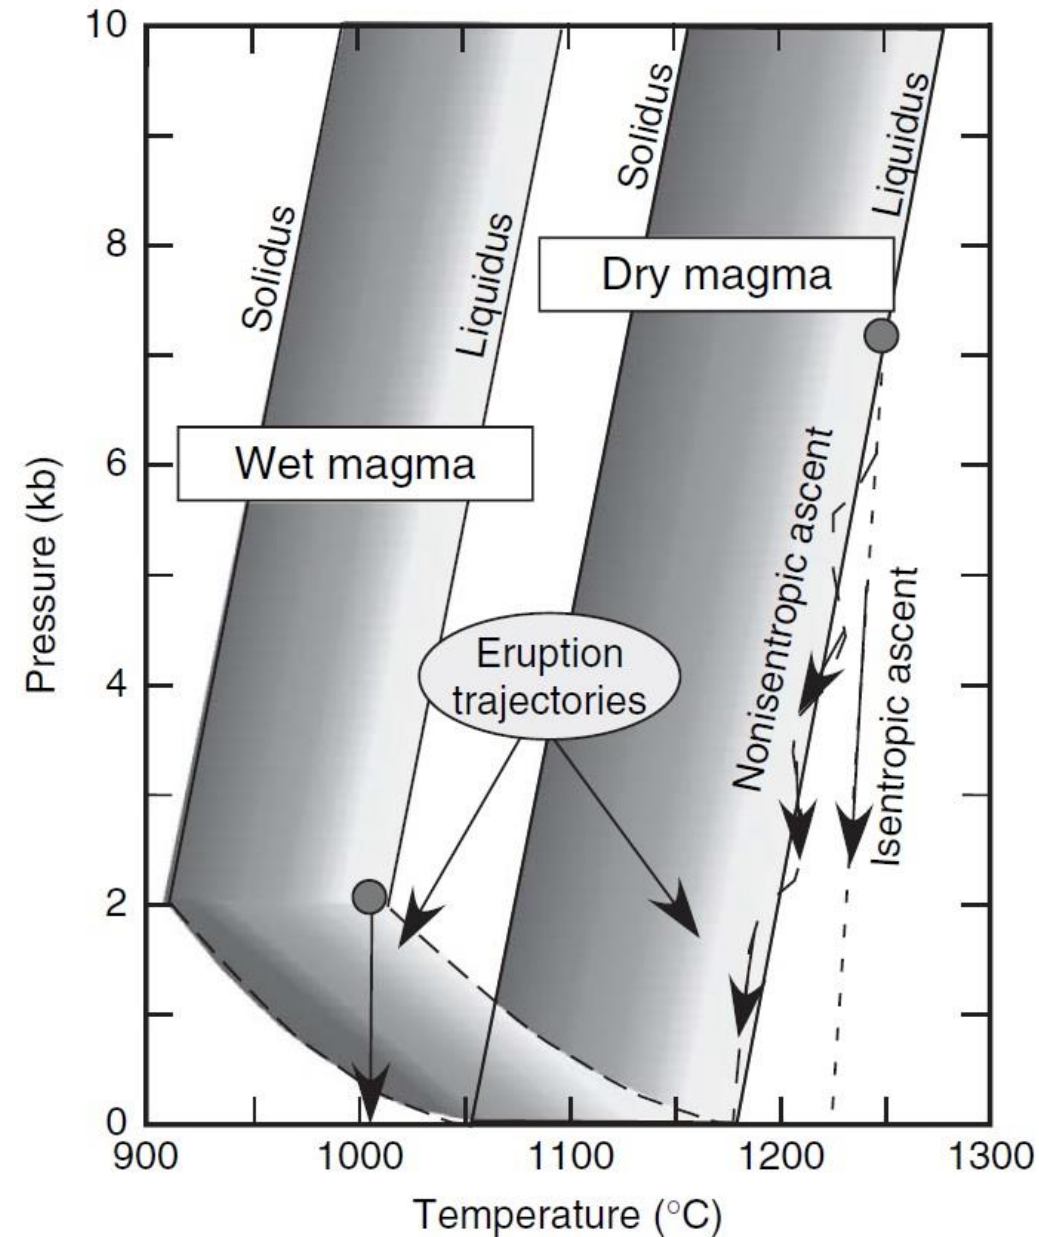 10
8
6
4
2
0
Pressure (kb)
Solidus
Liquidus
Solidus
Liquidus
Dry magma
Wet magma
Eruption
trajectories
Nonisentropic ascent
Isentropic ascent
900
1000
1100
1200
1300
Temperature (°C)